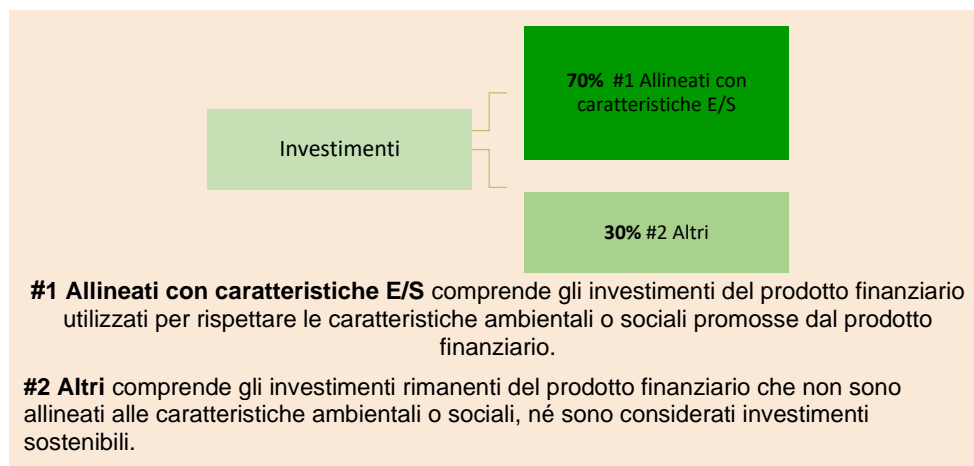 70% #1 Allineati con
caratteristiche E/S
Investimenti
30% #2 Altri
#1 Allineati con caratteristiche E/S comprende gli investimenti del prodotto finanziario
utilizzati per rispettare le caratteristiche ambientali o sociali promosse dal prodotto
finanziario.
#2 Altri comprende gli investimenti rimanenti del prodotto finanziario che non sono
allineati alle caratteristiche ambientali o sociali, né sono considerati investimenti
sostenibili.